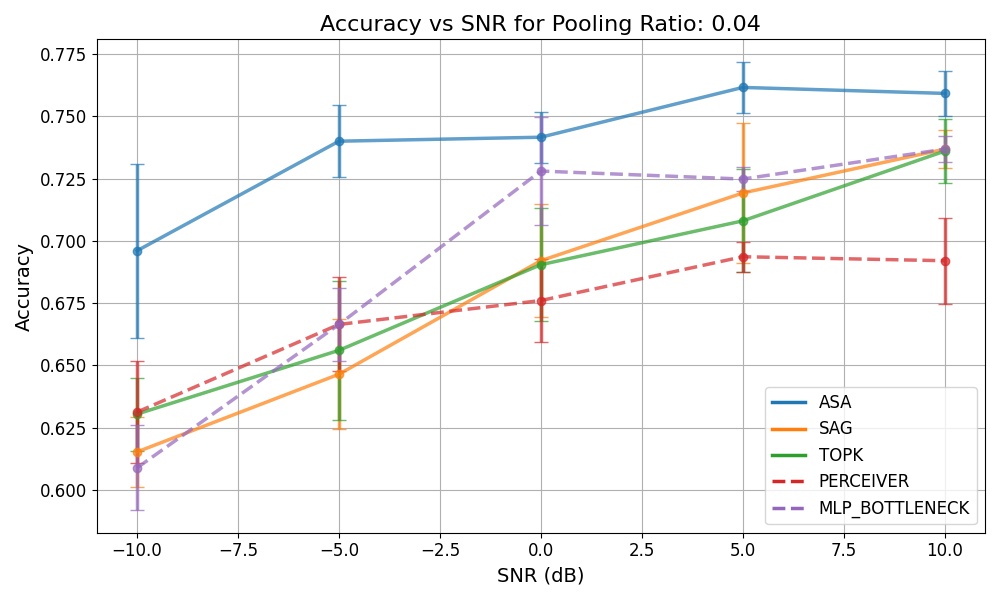 Accuracy vs SNR for Pooling Ratio: 0.04
0.775
0.750
0.725
0.700
0.675
0.650
0.625
0.600
Accuracy
ASA
SAG
TOPK
PERCEIVER
MLP_BOTTLENECK
−10.0 −7.5 −5.0 −2.5 0.0 2.5 5.0 7.5 10.0
SNR (dB)